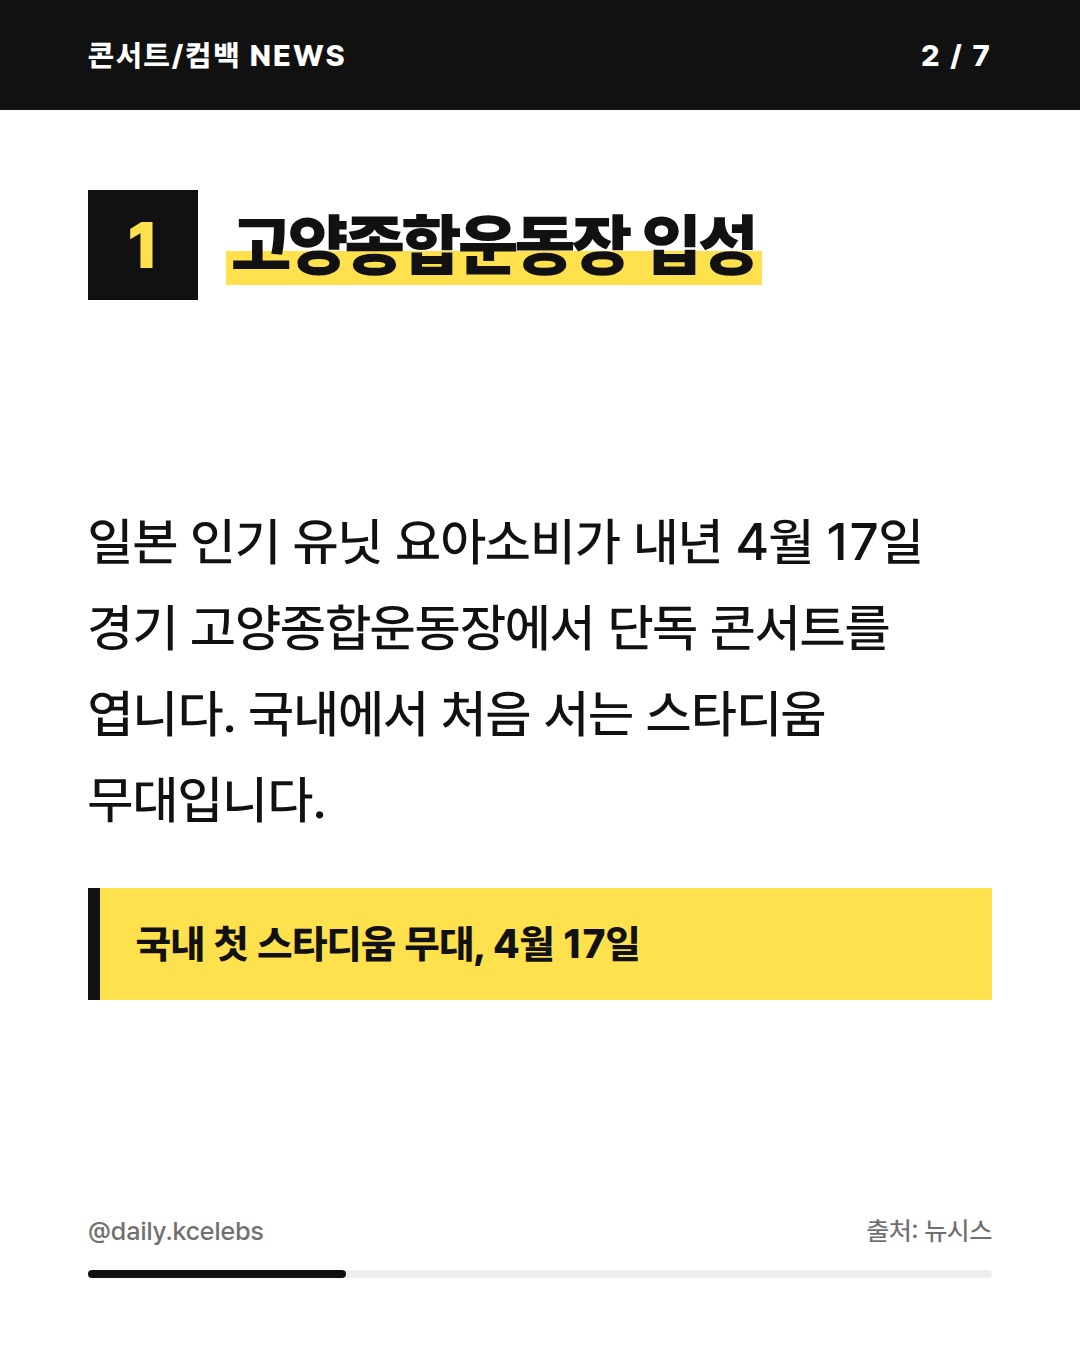 콘서트/컴백 NEWS
2 / 7
1
고양종합운동장 입성
일본 인기 유닛 요아소비가 내년 4월 17일
경기 고양종합운동장에서 단독 콘서트를
엽니다. 국내에서 처음 서는 스타디움
무대입니다.
국내 첫 스타디움 무대, 4월 17일
@daily.kcelebs
출처: 뉴시스